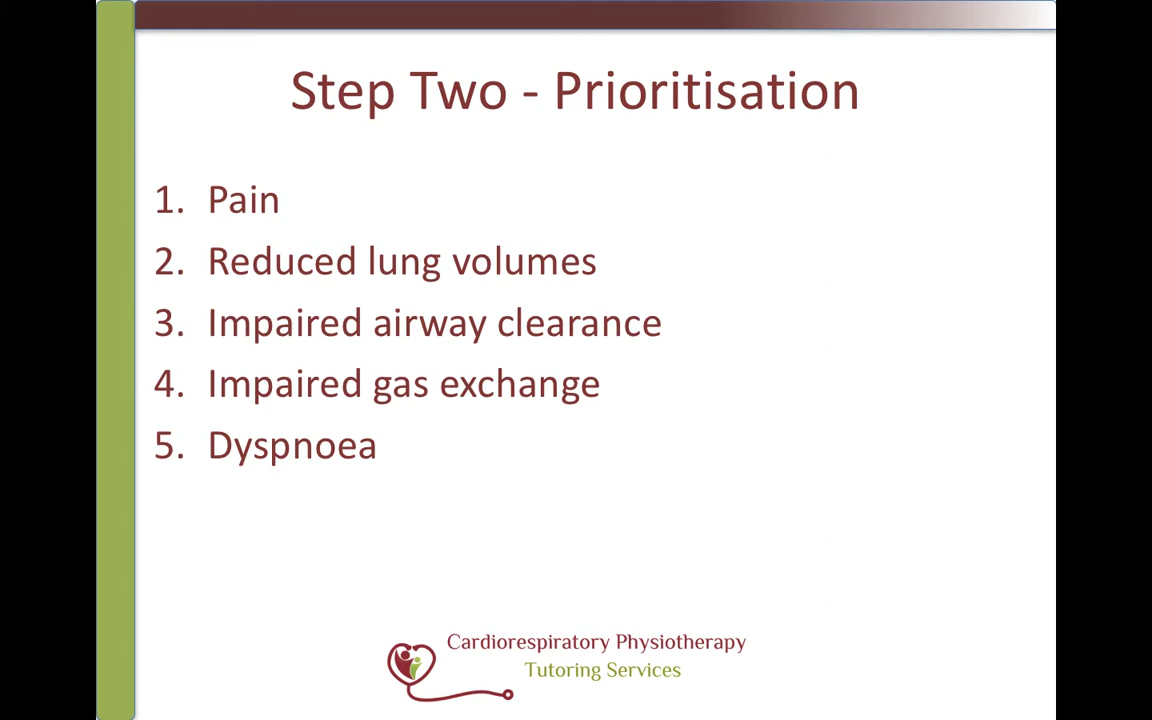 Step Two - Prioritisation
1. Pain
2. Reduced lung volumes
3. Impaired airway clearance
4. Impaired gas exchange
5. Dyspnoea
Cardiorespiratory Physiotherapy
Tutoring Services